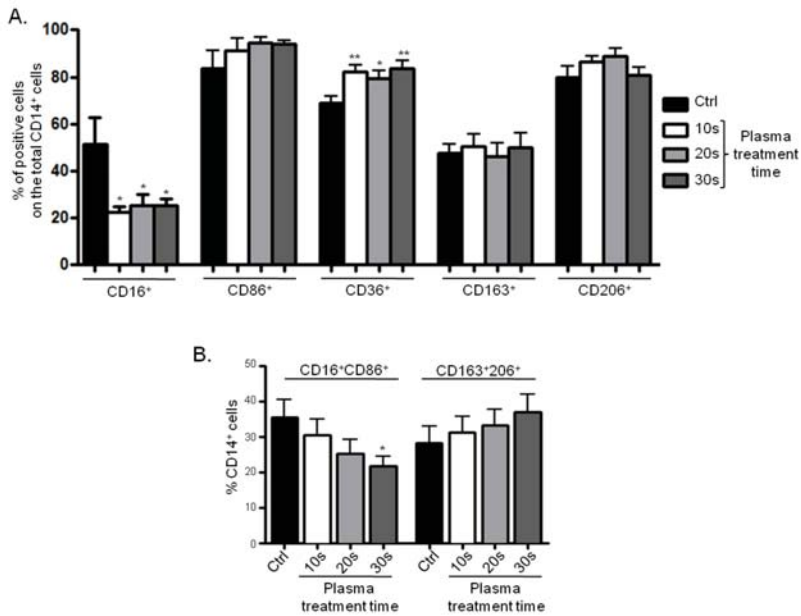 A.
% of positive cells
on the total CD14⁺ cells
100
80
60
40
20
0
*
*
*
**
*
**
CD16⁺
CD86⁺
CD36⁺
CD163⁺
CD206⁺
Ctrl
10s
20s
30s
Plasma
treatment
time
B.
% CD14⁺ cells
50
40
30
20
10
0
CD16⁺CD86⁺
CD163⁺206⁺
*
Ctrl
10s
20s
30s
Ctrl
10s
20s
30s
Plasma
treatment time
Plasma
treatment time